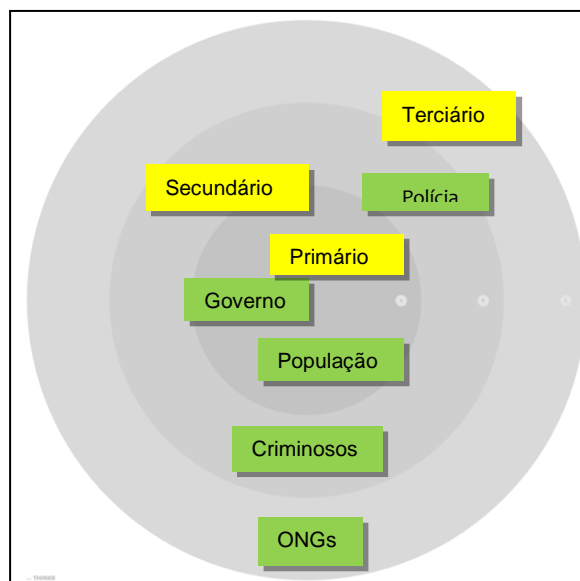 Terciário
Secundário
Polícia
Primário
Governo
População
Criminosos
ONGs